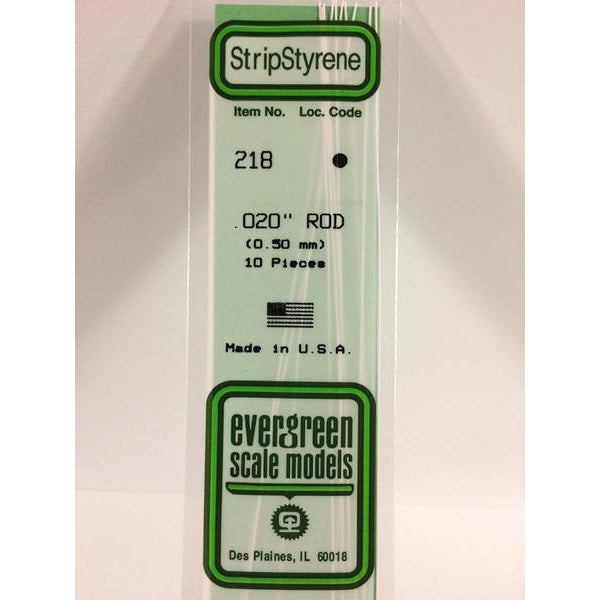 StripStyrene
Item No. Loc. Code
218 ●
.020" ROD
(0.50 mm)
10 Pieces
Made in U.S.A.
evergreen
scale models
Des Plaines, IL 60018